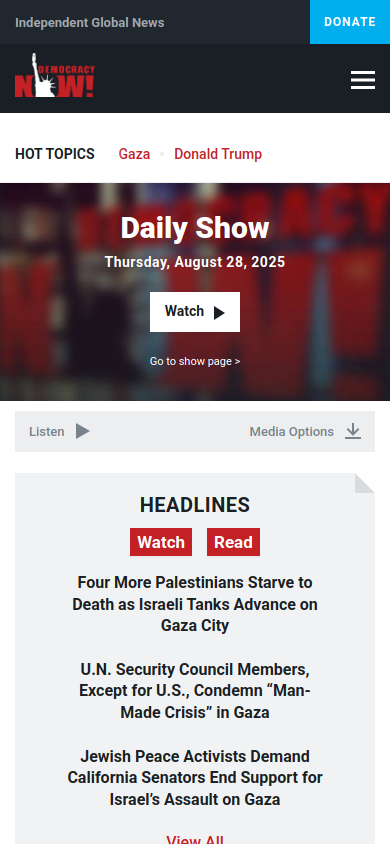 Independent Global News
DONATE
DEMOCRACY
NOW!
HOT TOPICS
Gaza
Donald Trump
Daily Show
Thursday, August 28, 2025
Watch
Go to show page >
Listen
Media Options
HEADLINES
Watch
Read
Four More Palestinians Starve to
Death as Israeli Tanks Advance on
Gaza City
U.N. Security Council Members,
Except for U.S., Condemn “Man-
Made Crisis” in Gaza
Jewish Peace Activists Demand
California Senators End Support for
Israel’s Assault on Gaza
View All